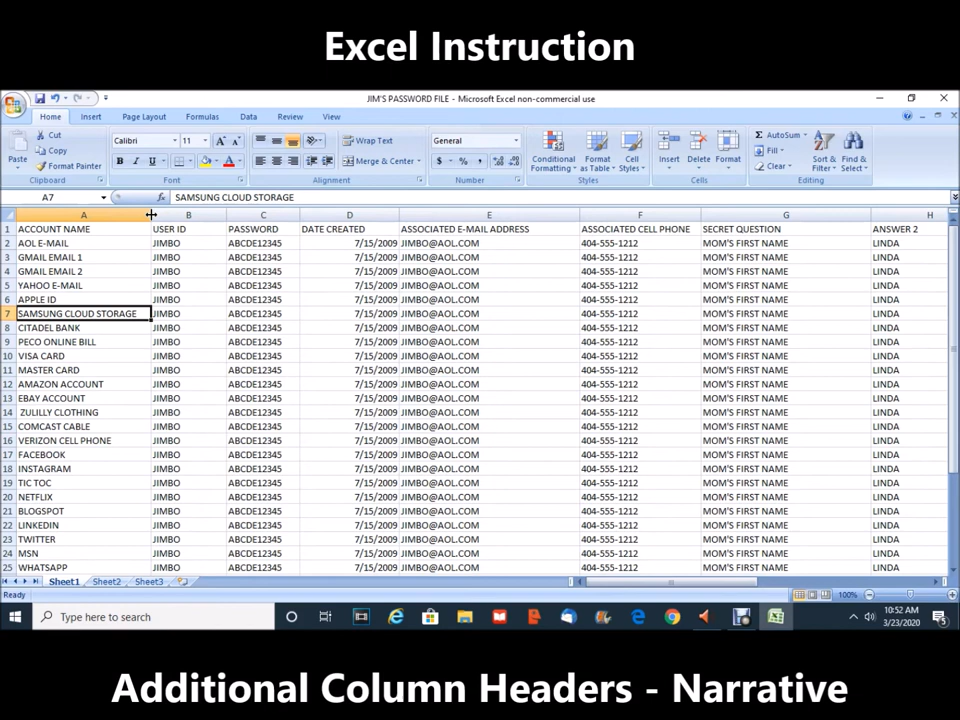 Excel Instruction
JIM'S PASSWORD FILE - Microsoft Excel non-commercial use
Home Insert Page Layout Formulas Data Review View
Paste Cut Copy Format Painter Clipboard
Calibri 11 A A B I U A Font
Wrap Text Merge & Center Alignment
General $ % , Number
Conditional Formatting Format as Table Cell Styles Styles
Insert Delete Format Cells
Σ AutoSum Fill Clear Sort & Filter Find & Select Editing
A7 fx SAMSUNG CLOUD STORAGE
A B C D E F G H
1 ACCOUNT NAME USER ID PASSWORD DATE CREATED ASSOCIATED E-MAIL ADDRESS ASSOCIATED CELL PHONE SECRET QUESTION ANSWER 2
2 AOL E-MAIL JIMBO ABCDE12345 7/15/2009 JIMBO@AOL.COM 404-555-1212 MOM'S FIRST NAME LINDA
3 GMAIL EMAIL 1 JIMBO ABCDE12345 7/15/2009 JIMBO@AOL.COM 404-555-1212 MOM'S FIRST NAME LINDA
4 GMAIL EMAIL 2 JIMBO ABCDE12345 7/15/2009 JIMBO@AOL.COM 404-555-1212 MOM'S FIRST NAME LINDA
5 YAHOO E-MAIL JIMBO ABCDE12345 7/15/2009 JIMBO@AOL.COM 404-555-1212 MOM'S FIRST NAME LINDA
6 APPLE ID JIMBO ABCDE12345 7/15/2009 JIMBO@AOL.COM 404-555-1212 MOM'S FIRST NAME LINDA
7 SAMSUNG CLOUD STORAGE JIMBO ABCDE12345 7/15/2009 JIMBO@AOL.COM 404-555-1212 MOM'S FIRST NAME LINDA
8 CITADEL BANK JIMBO ABCDE12345 7/15/2009 JIMBO@AOL.COM 404-555-1212 MOM'S FIRST NAME LINDA
9 PECO ONLINE BILL JIMBO ABCDE12345 7/15/2009 JIMBO@AOL.COM 404-555-1212 MOM'S FIRST NAME LINDA
10 VISA CARD JIMBO ABCDE12345 7/15/2009 JIMBO@AOL.COM 404-555-1212 MOM'S FIRST NAME LINDA
11 MASTER CARD JIMBO ABCDE12345 7/15/2009 JIMBO@AOL.COM 404-555-1212 MOM'S FIRST NAME LINDA
12 AMAZON ACCOUNT JIMBO ABCDE12345 7/15/2009 JIMBO@AOL.COM 404-555-1212 MOM'S FIRST NAME LINDA
13 EBAY ACCOUNT JIMBO ABCDE12345 7/15/2009 JIMBO@AOL.COM 404-555-1212 MOM'S FIRST NAME LINDA
14 ZULILLY CLOTHING JIMBO ABCDE12345 7/15/2009 JIMBO@AOL.COM 404-555-1212 MOM'S FIRST NAME LINDA
15 COMCAST CABLE JIMBO ABCDE12345 7/15/2009 JIMBO@AOL.COM 404-555-1212 MOM'S FIRST NAME LINDA
16 VERIZON CELL PHONE JIMBO ABCDE12345 7/15/2009 JIMBO@AOL.COM 404-555-1212 MOM'S FIRST NAME LINDA
17 FACEBOOK JIMBO ABCDE12345 7/15/2009 JIMBO@AOL.COM 404-555-1212 MOM'S FIRST NAME LINDA
18 INSTAGRAM JIMBO ABCDE12345 7/15/2009 JIMBO@AOL.COM 404-555-1212 MOM'S FIRST NAME LINDA
19 TIC TOC JIMBO ABCDE12345 7/15/2009 JIMBO@AOL.COM 404-555-1212 MOM'S FIRST NAME LINDA
20 NETFLIX JIMBO ABCDE12345 7/15/2009 JIMBO@AOL.COM 404-555-1212 MOM'S FIRST NAME LINDA
21 BLOGSPOT JIMBO ABCDE12345 7/15/2009 JIMBO@AOL.COM 404-555-1212 MOM'S FIRST NAME LINDA
22 LINKEDIN JIMBO ABCDE12345 7/15/2009 JIMBO@AOL.COM 404-555-1212 MOM'S FIRST NAME LINDA
23 TWITTER JIMBO ABCDE12345 7/15/2009 JIMBO@AOL.COM 404-555-1212 MOM'S FIRST NAME LINDA
24 MSN JIMBO ABCDE12345 7/15/2009 JIMBO@AOL.COM 404-555-1212 MOM'S FIRST NAME LINDA
25 WHATSAPP JIMBO ABCDE12345 7/15/2009 JIMBO@AOL.COM 404-555-1212 MOM'S FIRST NAME LINDA
Sheet1 Sheet2 Sheet3
Ready 100%
Type here to search 10:52 AM
3/23/2020 5
Additional Column Headers - Narrative